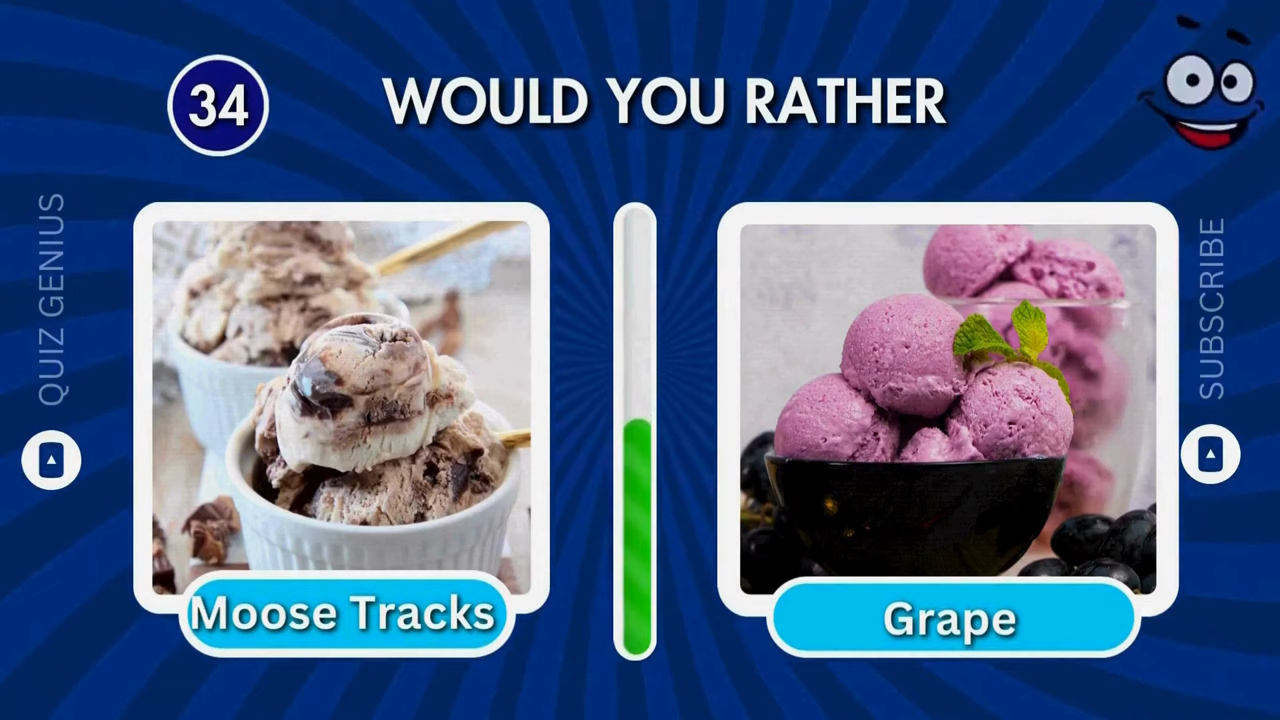 34
WOULD YOU RATHER
QUIZ GENIUS
SUBSCRIBE
Moose Tracks
Grape